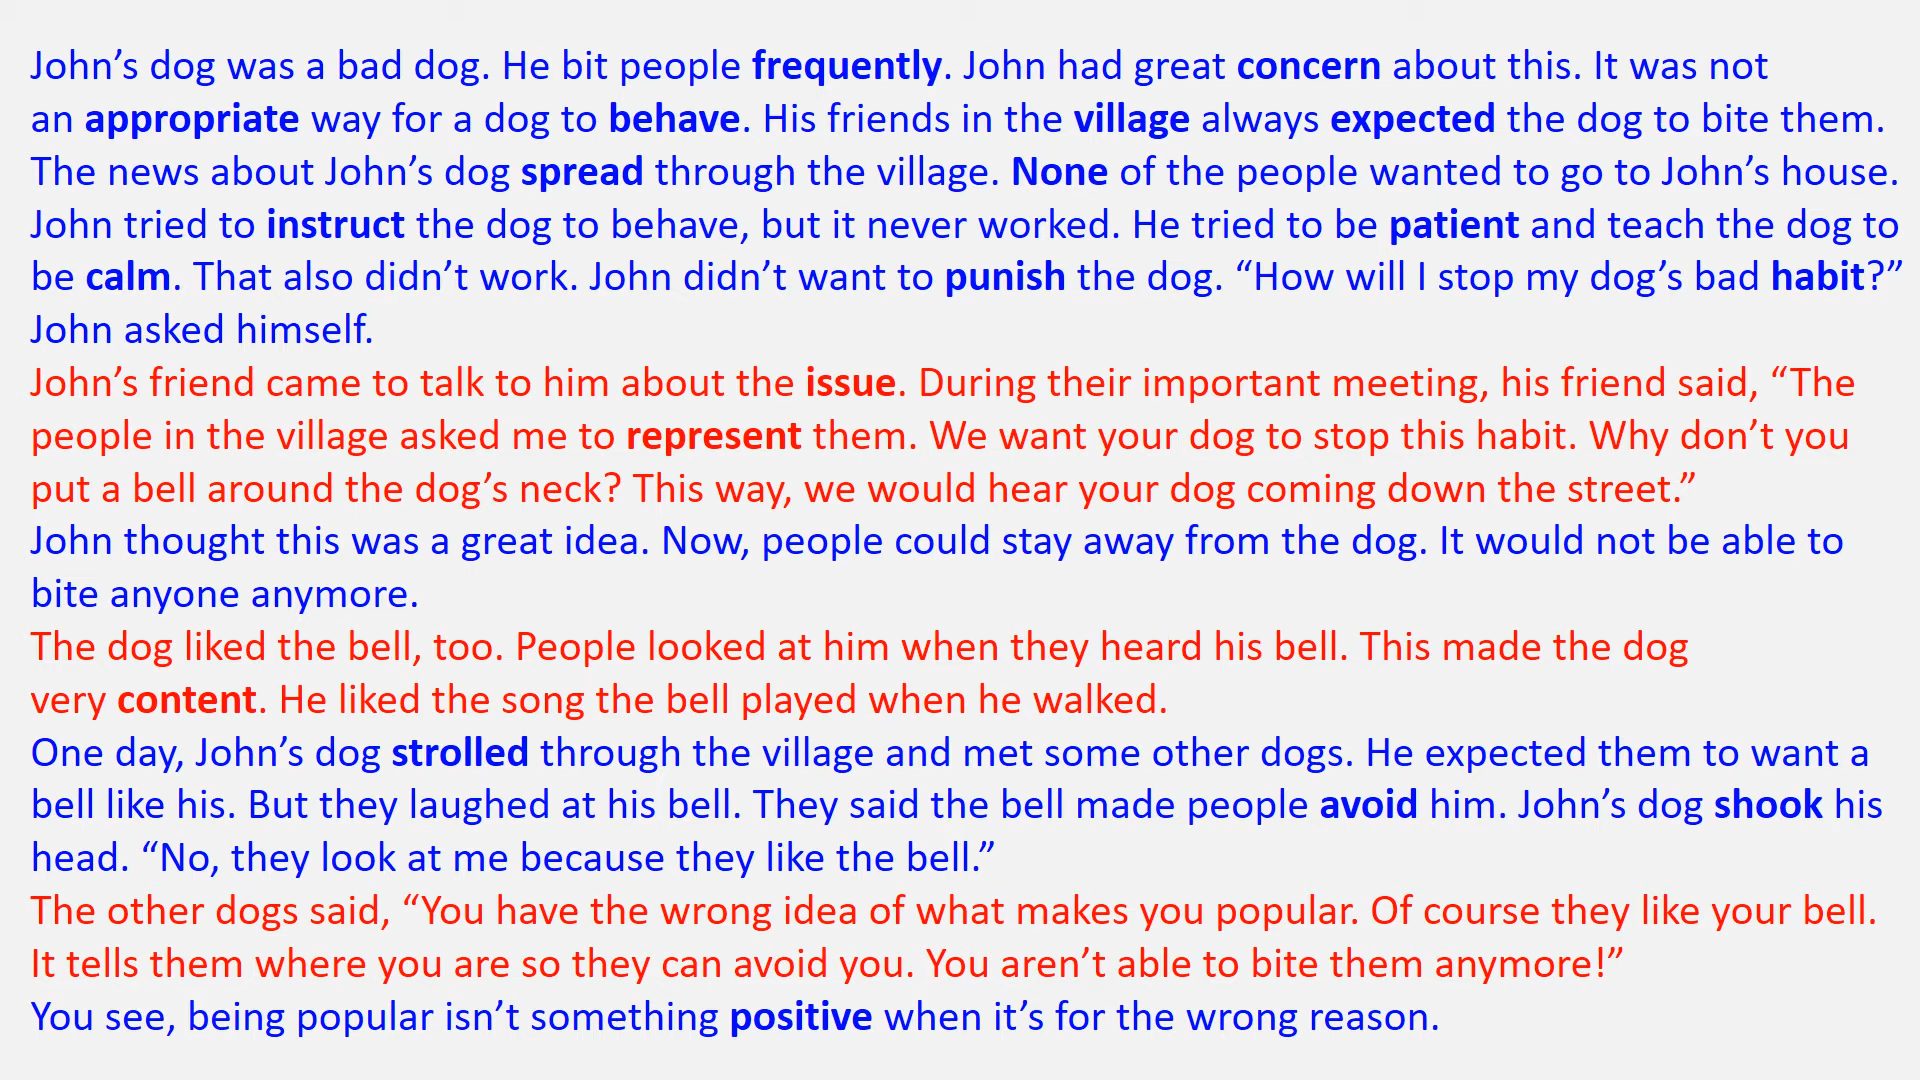 John’s dog was a bad dog. He bit people frequently. John had great concern about this. It was not
an appropriate way for a dog to behave. His friends in the village always expected the dog to bite them.
The news about John’s dog spread through the village. None of the people wanted to go to John’s house.
John tried to instruct the dog to behave, but it never worked. He tried to be patient and teach the dog to
be calm. That also didn’t work. John didn’t want to punish the dog. “How will I stop my dog’s bad habit?”
John asked himself.
John’s friend came to talk to him about the issue. During their important meeting, his friend said, “The
people in the village asked me to represent them. We want your dog to stop this habit. Why don’t you
put a bell around the dog’s neck? This way, we would hear your dog coming down the street.”
John thought this was a great idea. Now, people could stay away from the dog. It would not be able to
bite anyone anymore.
The dog liked the bell, too. People looked at him when they heard his bell. This made the dog
very content. He liked the song the bell played when he walked.
One day, John’s dog strolled through the village and met some other dogs. He expected them to want a
bell like his. But they laughed at his bell. They said the bell made people avoid him. John’s dog shook his
head. “No, they look at me because they like the bell.”
The other dogs said, “You have the wrong idea of what makes you popular. Of course they like your bell.
It tells them where you are so they can avoid you. You aren’t able to bite them anymore!”
You see, being popular isn’t something positive when it’s for the wrong reason.